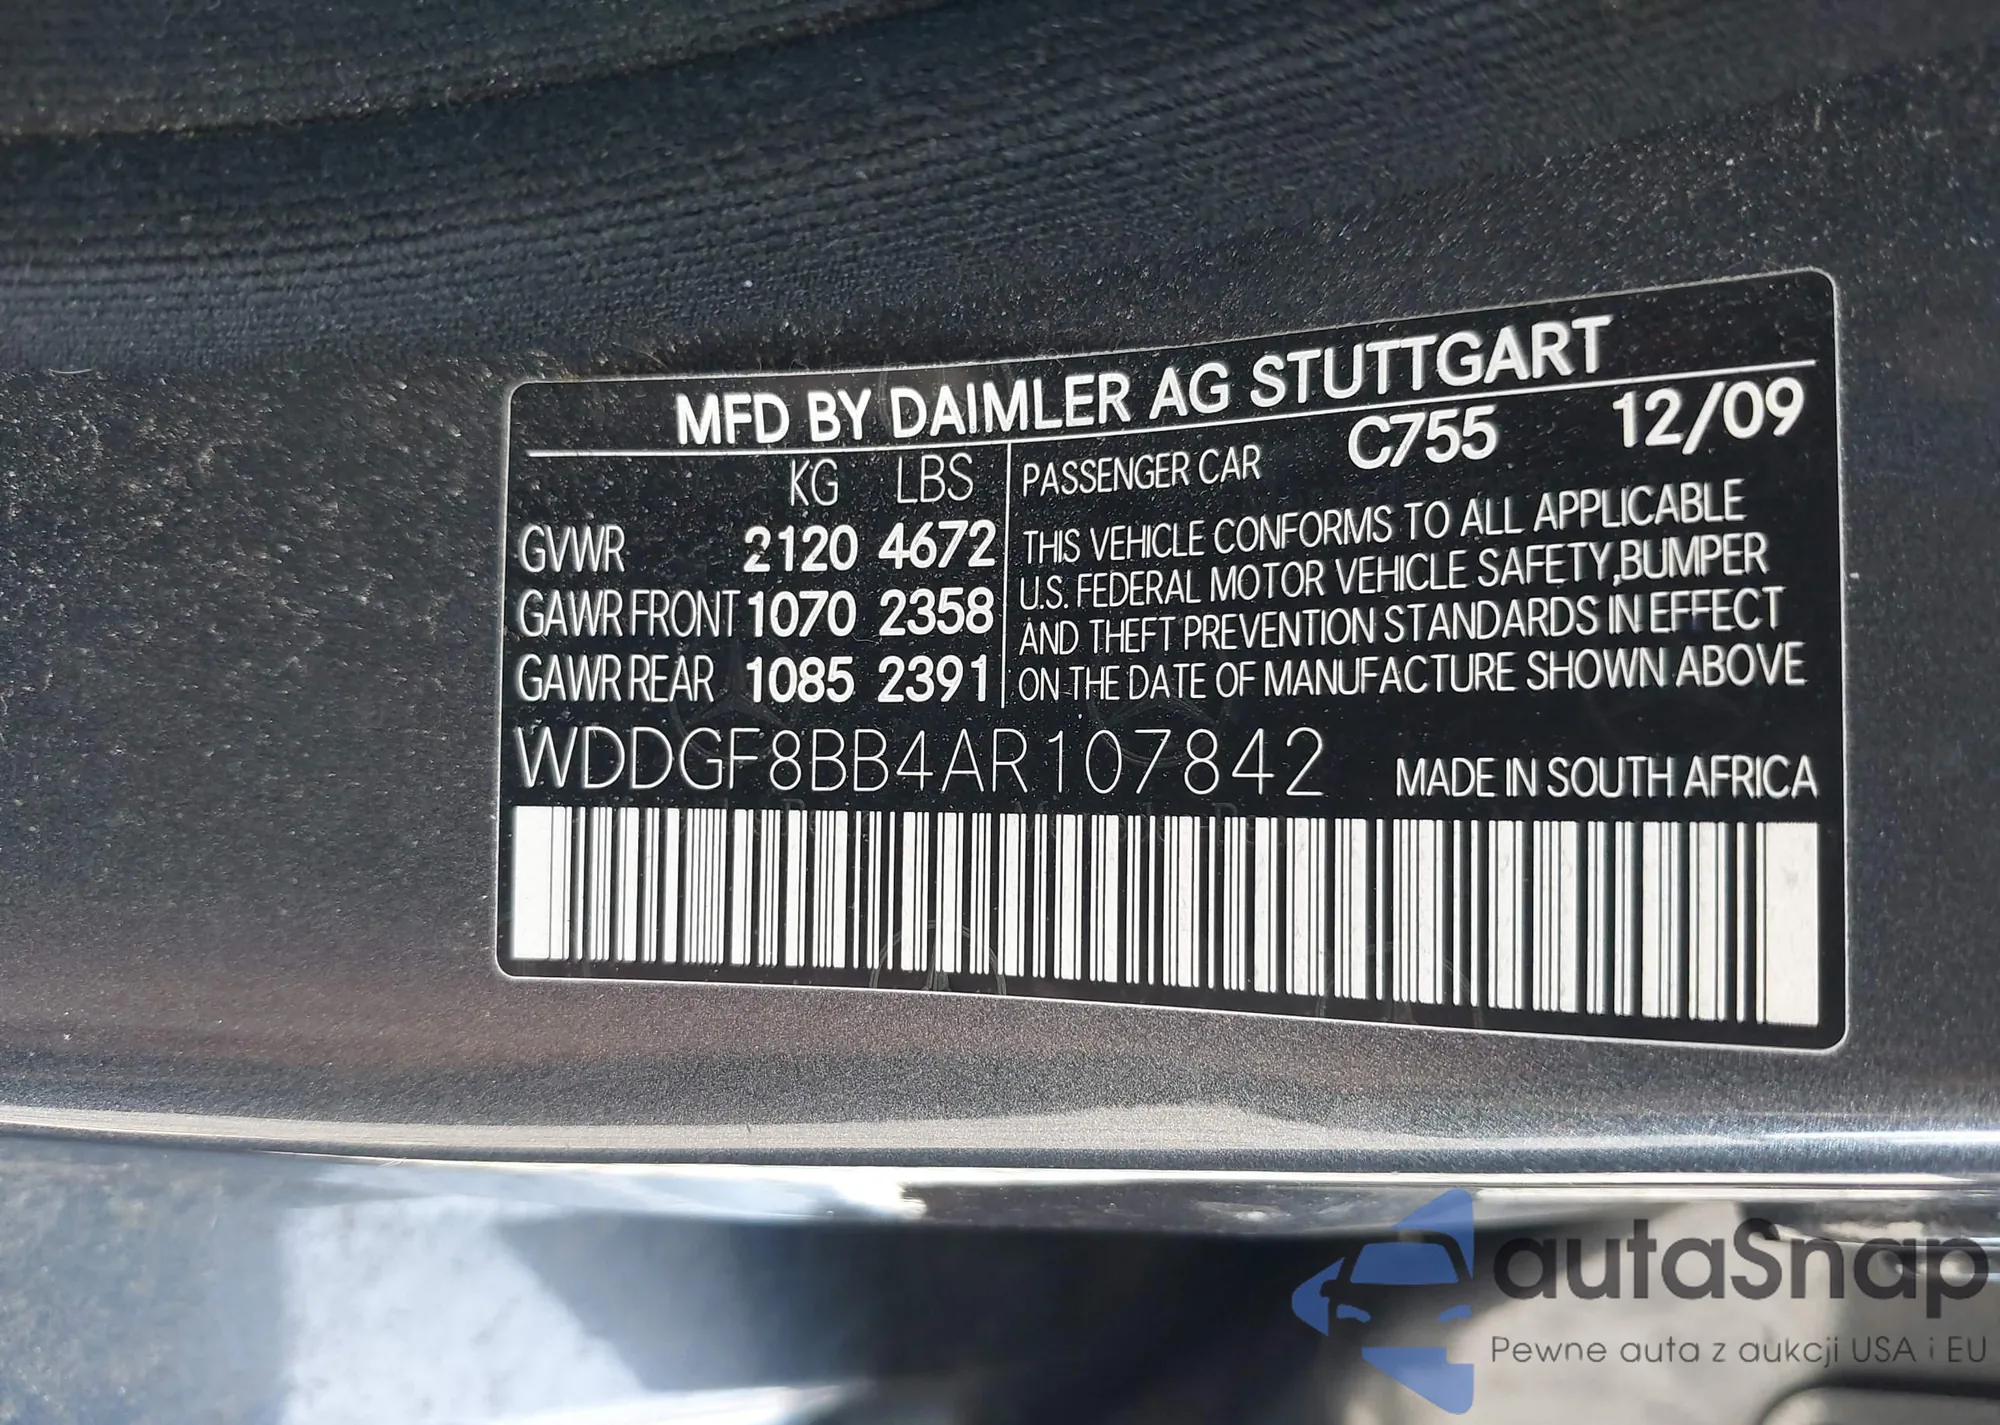 MFD BY DAIMLER AG STUTTGART
KG LBS
PASSENGER CAR C755 12/09
GVWR 2120 4672
GAWR FRONT 1070 2358
GAWR REAR 1085 2391
THIS VEHICLE CONFORMS TO ALL APPLICABLE
U.S. FEDERAL MOTOR VEHICLE SAFETY,BUMPER
AND THEFT PREVENTION STANDARDS IN EFFECT
ON THE DATE OF MANUFACTURE SHOWN ABOVE
WDDGF8BB4AR107842
MADE IN SOUTH AFRICA
autaSnap
Pewne auta z aukcji USA i EU